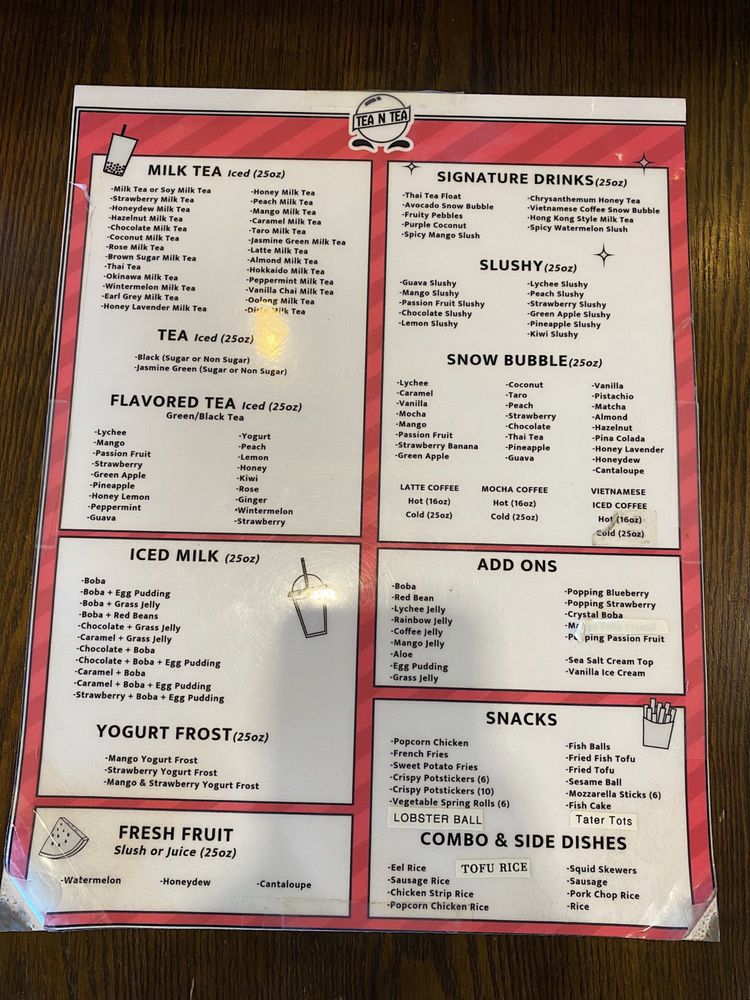 TEA N TEA
MILK TEA Iced (25oz)
-Milk Tea or Soy Milk Tea
-Strawberry Milk Tea
-Honeydew Milk Tea
-Hazelnut Milk Tea
-Chocolate Milk Tea
-Coconut Milk Tea
-Rose Milk Tea
-Brown Sugar Milk Tea
-Thai Tea
-Okinawa Milk Tea
-Wintermelon Milk Tea
-Earl Grey Milk Tea
-Honey Lavender Milk Tea
-Honey Milk Tea
-Peach Milk Tea
-Mango Milk Tea
-Caramel Milk Tea
-Taro Milk Tea
-Jasmine Green Milk Tea
-Latte Milk Tea
-Almond Milk Tea
-Hokkaido Milk Tea
-Peppermint Milk Tea
-Vanilla Chai Milk Tea
-Oolong Milk Tea
Milk Tea
TEA Iced (25oz)
-Black (Sugar or Non Sugar)
-Jasmine Green (Sugar or Non Sugar)
FLAVORED TEA Iced (25oz)
Green/Black Tea
-Lychee
-Mango
-Passion Fruit
-Strawberry
-Green Apple
-Pineapple
-Honey Lemon
-Peppermint
-Guava
-Yogurt
-Peach
-Lemon
-Honey
-Kiwi
-Rose
-Ginger
-Wintermelon
-Strawberry
ICED MILK (25oz)
-Boba
-Boba + Egg Pudding
-Boba + Grass Jelly
-Boba + Red Beans
-Chocolate + Grass Jelly
-Caramel + Grass Jelly
-Chocolate + Boba
-Chocolate + Boba + Egg Pudding
-Caramel + Boba
-Caramel + Boba + Egg Pudding
-Strawberry + Boba + Egg Pudding
YOGURT FROST(25oz)
-Mango Yogurt Frost
-Strawberry Yogurt Frost
-Mango & Strawberry Yogurt Frost
FRESH FRUIT
Slush or Juice (25oz)
-Watermelon
-Honeydew
-Cantaloupe
SIGNATURE DRINKS(25oz)
-Thai Tea Float
-Avocado Snow Bubble
-Fruity Pebbles
-Purple Coconut
-Spicy Mango Slush
-Chrysanthemum Honey Tea
-Vietnamese Coffee Snow Bubble
-Hong Kong Style Milk Tea
-Spicy Watermelon Slush
SLUSHY(25oz)
-Guava Slushy
-Mango Slushy
-Passion Fruit Slushy
-Chocolate Slushy
-Lemon Slushy
-Lychee Slushy
-Peach Slushy
-Strawberry Slushy
-Green Apple Slushy
-Pineapple Slushy
-Kiwi Slushy
SNOW BUBBLE(25oz)
-Lychee
-Caramel
-Vanilla
-Mocha
-Mango
-Passion Fruit
-Strawberry Banana
-Green Apple
-Coconut
-Taro
-Peach
-Strawberry
-Chocolate
-Thai Tea
-Pineapple
-Guava
-Vanilla
-Pistachio
-Matcha
-Almond
-Hazelnut
-Pina Colada
-Honey Lavender
-Honeydew
-Cantaloupe
LATTE COFFEE
Hot (16oz)
Cold (25oz)
MOCHA COFFEE
Hot (16oz)
Cold (25oz)
VIETNAMESE
ICED COFFEE
Hot (16oz)
Cold (25oz)
ADD ONS
-Boba
-Red Bean
-Lychee Jelly
-Rainbow Jelly
-Coffee Jelly
-Mango Jelly
-Aloe
-Egg Pudding
-Grass Jelly
-Popping Blueberry
-Popping Strawberry
-Crystal Boba
-Popping Passion Fruit
-Sea Salt Cream Top
-Vanilla Ice Cream
SNACKS
-Popcorn Chicken
-French Fries
-Sweet Potato Fries
-Crispy Potstickers (6)
-Crispy Potstickers (10)
-Vegetable Spring Rolls (6)
LOBSTER BALL
-Fish Balls
-Fried Fish Tofu
-Fried Tofu
-Sesame Ball
-Mozzarella Sticks (6)
-Fish Cake
Tater Tots
COMBO & SIDE DISHES
-Eel Rice
-Sausage Rice
-Chicken Strip Rice
-Popcorn Chicken Rice
TOFU RICE
-Squid Skewers
-Sausage
-Pork Chop Rice
-Rice